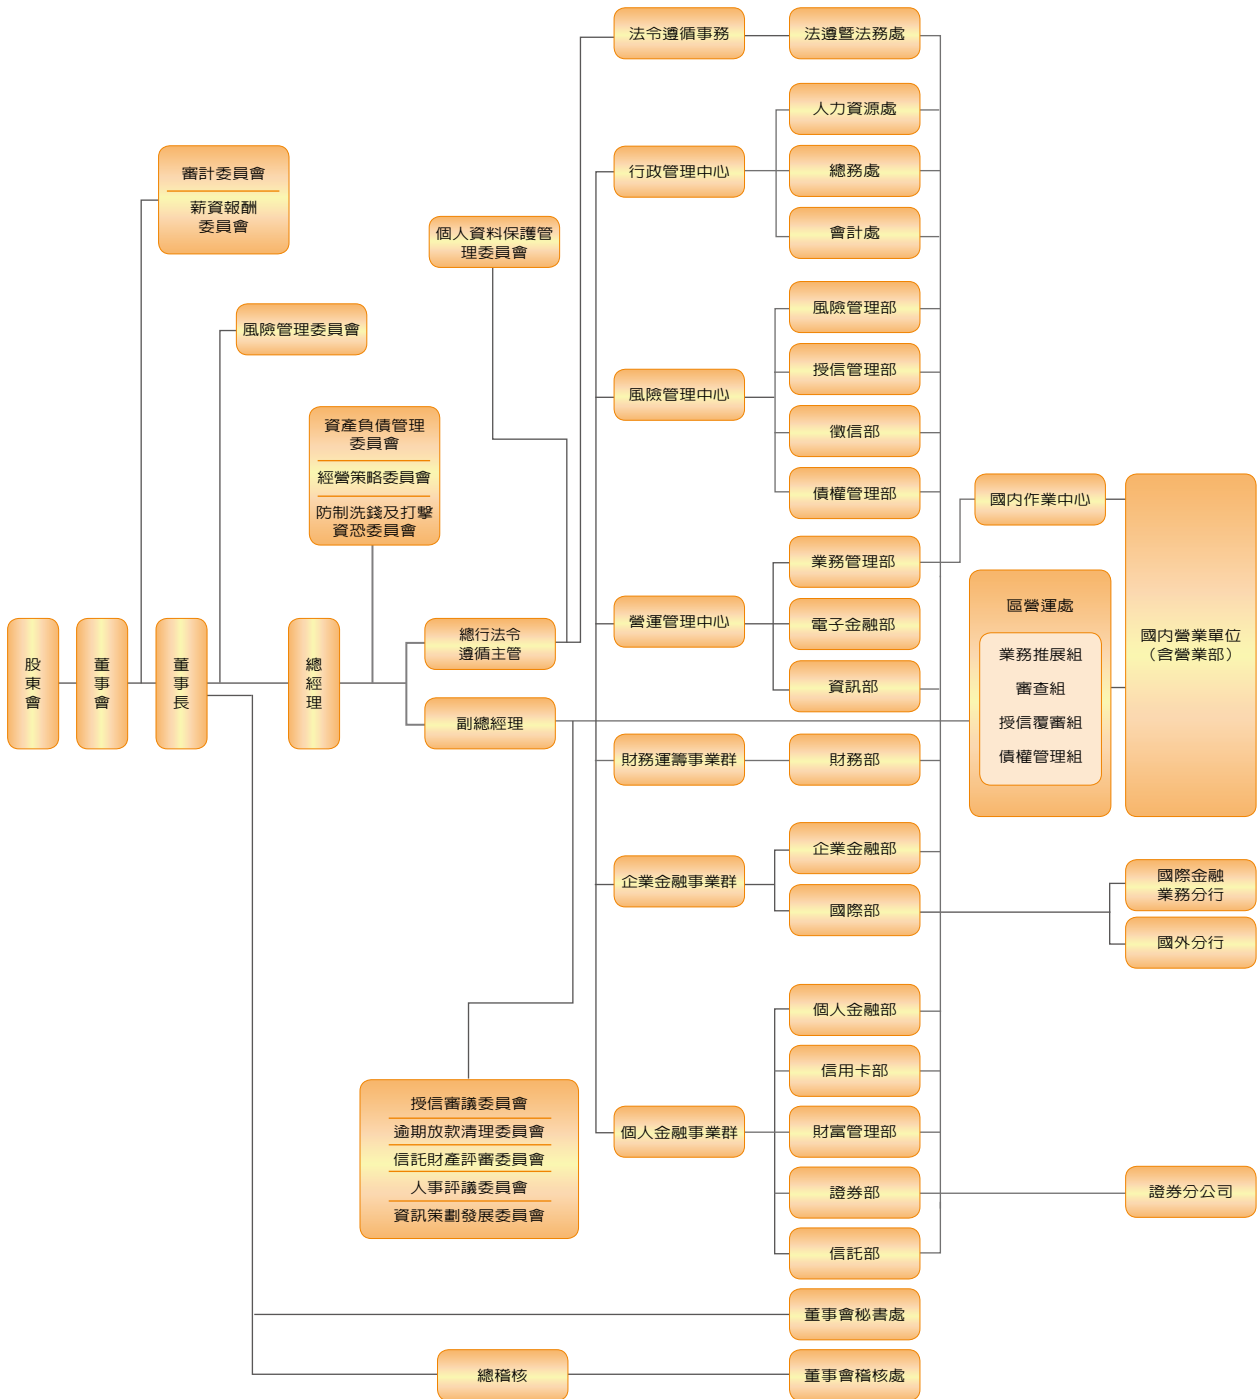 股東會
董事會
董事長
總經理
審計委員會
薪資報酬
委員會
風險管理委員會
資產負債管理
委員會
經營策略委員會
防制洗錢及打擊
資恐委員會
個人資料保護管
理委員會
總行法令
遵循主管
副總經理
授信審議委員會
逾期放款清理委員會
信託財產評審委員會
人事評議委員會
資訊策劃發展委員會
總稽核
法令遵循事務
法遵暨法務處
行政管理中心
人力資源處
總務處
會計處
風險管理中心
風險管理部
授信管理部
徵信部
債權管理部
營運管理中心
業務管理部
電子金融部
資訊部
財務運籌事業群
財務部
企業金融事業群
企業金融部
國際部
個人金融事業群
個人金融部
信用卡部
財富管理部
證券部
信託部
董事會秘書處
董事會稽核處
國內作業中心
區營運處
業務推展組
審查組
授信覆審組
債權管理組
國內營業單位
（含營業部）
國際金融
業務分行
國外分行
證券分公司